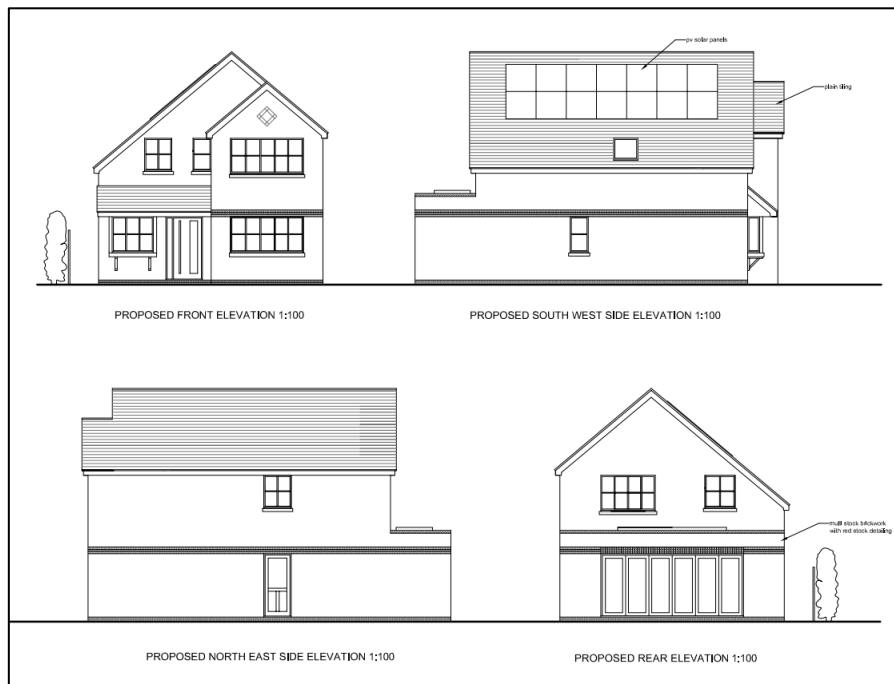 pv solar panels
plain tiling
PROPOSED FRONT ELEVATION 1:100
PROPOSED SOUTH WEST SIDE ELEVATION 1:100
multi stock brickwork
with red stock detailing
PROPOSED NORTH EAST SIDE ELEVATION 1:100
PROPOSED REAR ELEVATION 1:100